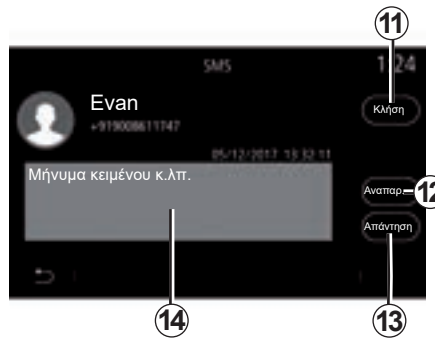 11
SMS
1:24
Evan
+919008611747
Κλήση
05/12/2017 13:32:11
Μήνυμα κειμένου κ.λπ.
Αναπαρ.
12
Απάντηση
14
13